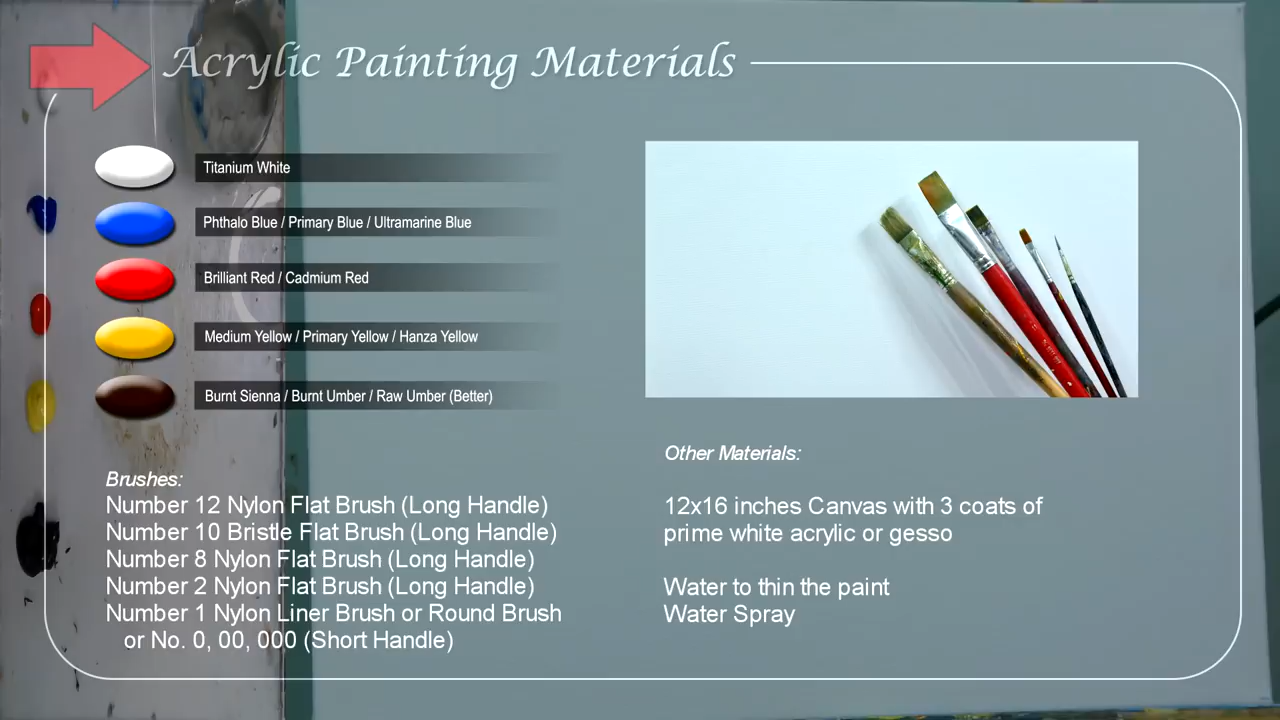 Acrylic Painting Materials
Titanium White
Phthalo Blue / Primary Blue / Ultramarine Blue
Brilliant Red / Cadmium Red
Medium Yellow / Primary Yellow / Hanza Yellow
Burnt Sienna / Burnt Umber / Raw Umber (Better)
Brushes:
Number 12 Nylon Flat Brush (Long Handle)
Number 10 Bristle Flat Brush (Long Handle)
Number 8 Nylon Flat Brush (Long Handle)
Number 2 Nylon Flat Brush (Long Handle)
Number 1 Nylon Liner Brush or Round Brush
or No. 0, 00, 000 (Short Handle)
Other Materials:
12x16 inches Canvas with 3 coats of
prime white acrylic or gesso
Water to thin the paint
Water Spray